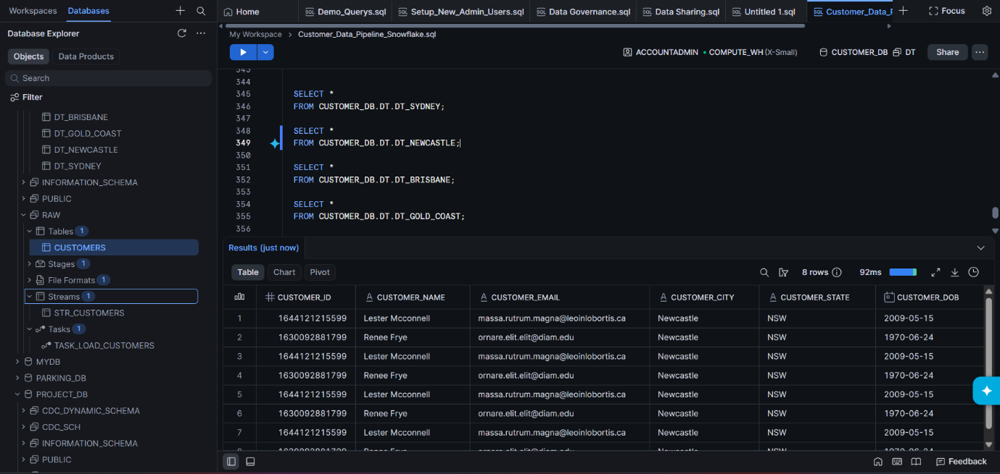 Workspaces Databases
Home Demo_Querys.sql Setup_New_Admin_Users.sql Data Governance.sql Data Sharing.sql Untitled 1.sql Customer_Data_F Focus
Database Explorer
My Workspace > Customer_Data_Pipeline_Snowflake.sql
Objects Data Products
ACCOUNTADMIN COMPUTE_WH (X-Small) CUSTOMER_DB DT Share
Search
Filter
DT_BRISBANE
DT_GOLD_COAST
DT_NEWCASTLE
DT_SYDNEY
INFORMATION_SCHEMA
PUBLIC
RAW
Tables 1
CUSTOMERS
Stages 1
File Formats 1
Streams 1
STR_CUSTOMERS
Tasks 1
TASK_LOAD_CUSTOMERS
MYDB
PARKING_DB
PROJECT_DB
CDC_DYNAMIC_SCHEMA
CDC_SCH
INFORMATION_SCHEMA
PUBLIC
343
344
345 SELECT *
346 FROM CUSTOMER_DB.DT.DT_SYDNEY;
347
348 SELECT *
349 FROM CUSTOMER_DB.DT.DT_NEWCASTLE;
350
351 SELECT *
352 FROM CUSTOMER_DB.DT.DT_BRISBANE;
353
354 SELECT *
355 FROM CUSTOMER_DB.DT.DT_GOLD_COAST;
356
Results (just now)
Table Chart Pivot 8 rows 92ms
CUSTOMER_ID CUSTOMER_NAME CUSTOMER_EMAIL CUSTOMER_CITY CUSTOMER_STATE CUSTOMER_DOB
1 1644121215599 Lester Mcconnell massa.rutrum.magna@leoinlobortis.ca Newcastle NSW 2009-05-15
2 1630092881799 Renee Frye ornare.elit.elit@diam.edu Newcastle NSW 1970-06-24
3 1644121215599 Lester Mcconnell massa.rutrum.magna@leoinlobortis.ca Newcastle NSW 2009-05-15
4 1630092881799 Renee Frye ornare.elit.elit@diam.edu Newcastle NSW 1970-06-24
5 1644121215599 Lester Mcconnell massa.rutrum.magna@leoinlobortis.ca Newcastle NSW 2009-05-15
6 1630092881799 Renee Frye ornare.elit.elit@diam.edu Newcastle NSW 1970-06-24
7 1644121215599 Lester Mcconnell massa.rutrum.magna@leoinlobortis.ca Newcastle NSW 2009-05-15
Feedback